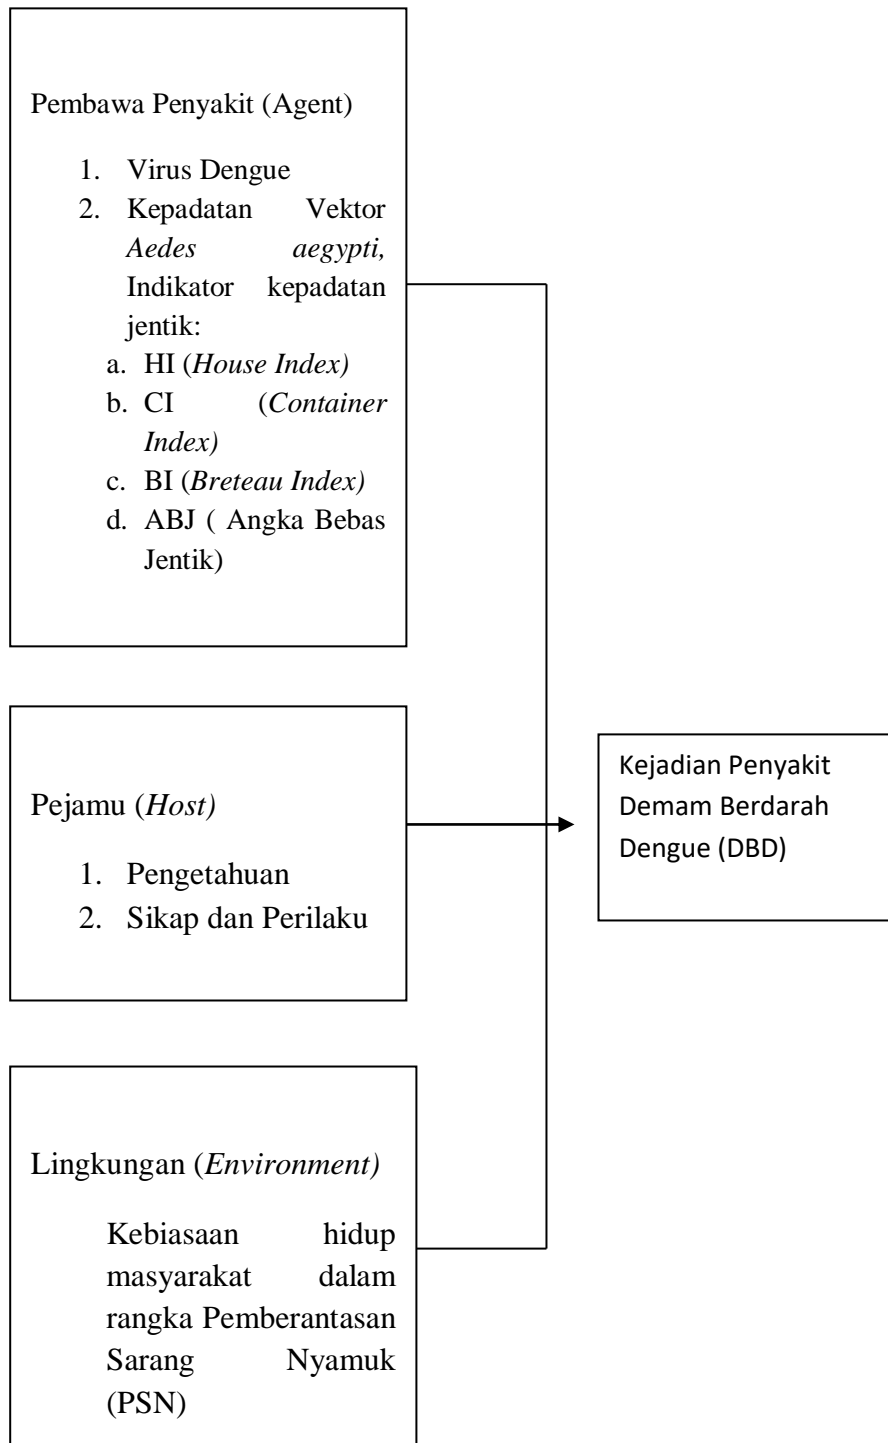 Pembawa Penyakit (Agent)
1. Virus Dengue
2. Kepadatan Vektor
Aedes aegypti,
Indikator kepadatan
jentik:
a. HI (House Index)
b. CI (Container
Index)
c. BI (Breteau Index)
d. ABJ ( Angka Bebas
Jentik)
Pejamu (Host)
1. Pengetahuan
2. Sikap dan Perilaku
Kejadian Penyakit
Demam Berdarah
Dengue (DBD)
Lingkungan (Environment)
Kebiasaan hidup
masyarakat dalam
rangka Pemberantasan
Sarang Nyamuk
(PSN)